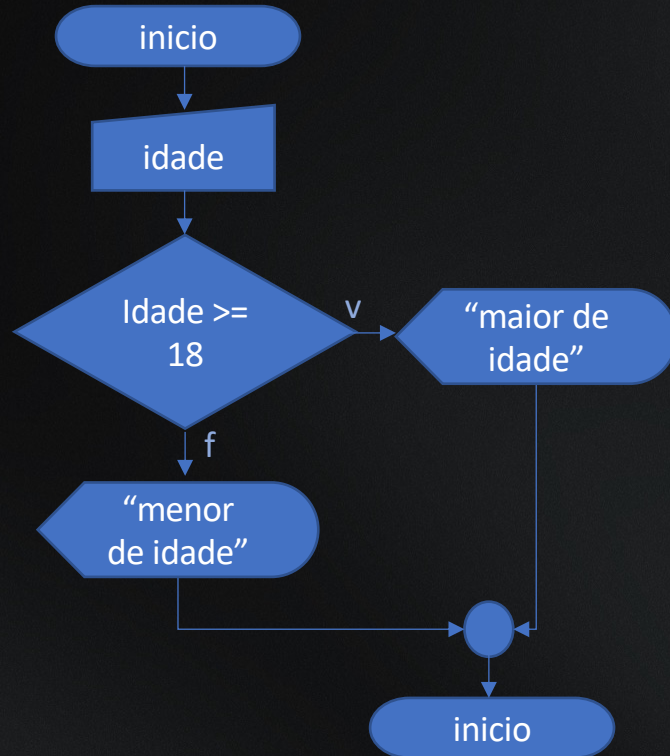 inicio
idade
Idade >=
18
v
“maior de
idade”
f
“menor
de idade”
inicio